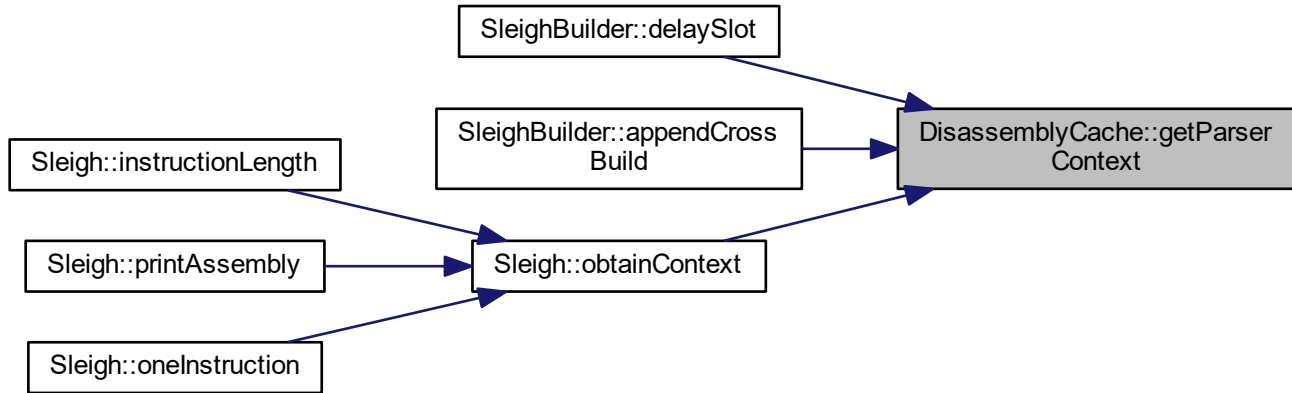 SleighBuilder::delaySlot
SleighBuilder::appendCross
Build
DisassemblyCache::getParser
Context
Sleigh::instructionLength
Sleigh::printAssembly
Sleigh::obtainContext
Sleigh::oneInstruction